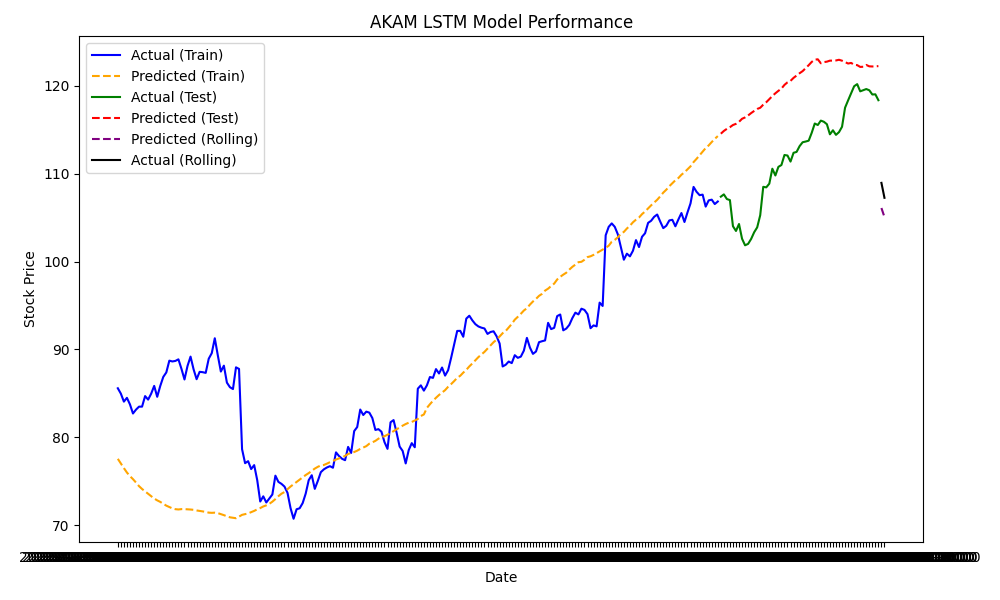 AKAM LSTM Model Performance
Actual (Train)
Predicted (Train)
Actual (Test)
Predicted (Test)
Predicted (Rolling)
Actual (Rolling)
120
110
100
90
80
70
Stock Price
Date